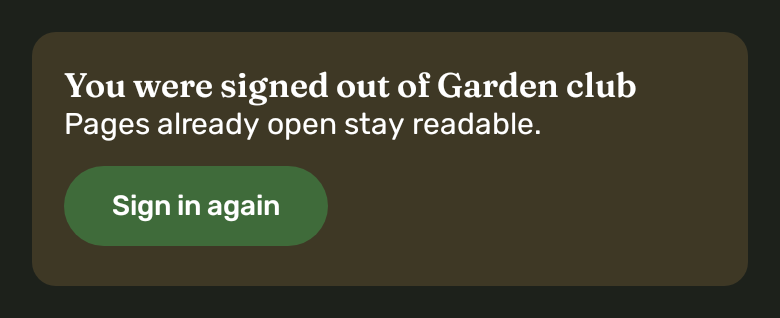 You were signed out of Garden club
Pages already open stay readable.
Sign in again